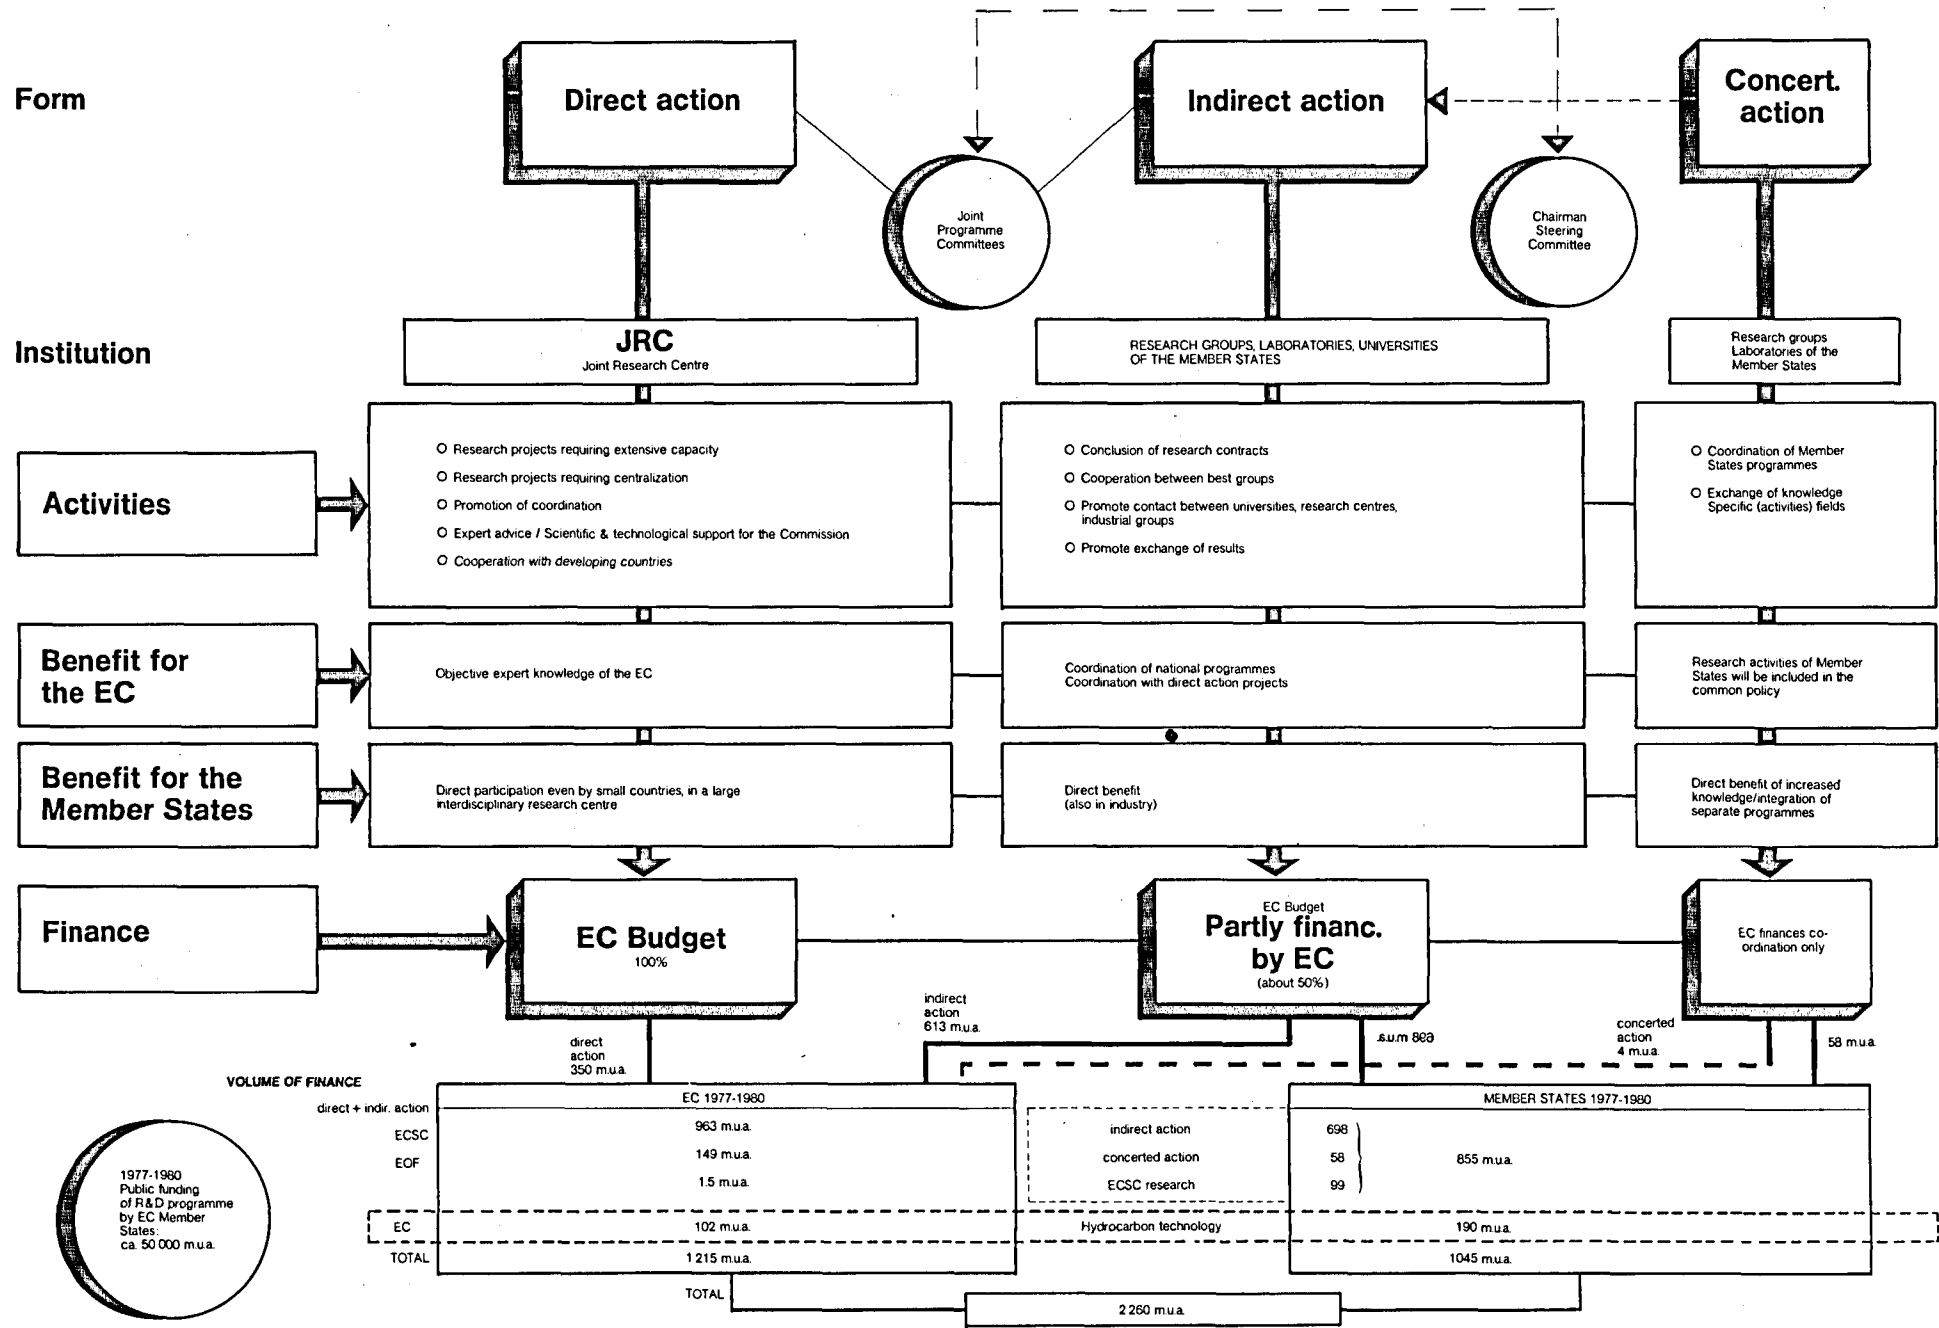 Form
Direct action
Indirect action
Concert.
action
Joint
Programme
Committees
Chairman
Steering
Committee
Institution
JRC
Joint Research Centre
RESEARCH GROUPS, LABORATORIES, UNIVERSITIES
OF THE MEMBER STATES
Research groups
Laboratories of the
Member States
Activities
O Research projects requiring extensive capacity
O Research projects requiring centralization
O Promotion of coordination
O Expert advice / Scientific & technological support for the Commission
O Cooperation with developing countries
O Conclusion of research contracts
O Cooperation between best groups
O Promote contact between universities, research centres,
industrial groups
O Promote exchange of results
O Coordination of Member
States programmes
O Exchange of knowledge
Specific (activities) fields
Benefit for
the EC
Objective expert knowledge of the EC
Coordination of national programmes
Coordination with direct action projects
Research activities of Member
States will be included in the
common policy
Benefit for the
Member States
Direct participation even by small countries, in a large
interdisciplinary research centre
Direct benefit
(also in industry)
Direct benefit of increased
knowledge/integration of
separate programmes
Finance
EC Budget
100%
EC Budget
Partly financ.
by EC
(about 50%)
EC finances co-
ordination only
direct
action
350 m.u.a.
indirect
action
613 m.u.a.
698 m.u.a.
concerted
action
4 m.u.a.
58 m.u.a.
VOLUME OF FINANCE
EC 1977-1980
MEMBER STATES 1977-1980
direct + indir. action
963 m.u.a.
indirect action
698
ECSC
149 m.u.a.
concerted action
58
855 m.u.a.
EOF
1.5 m.u.a.
ECSC research
99
EC
102 m.u.a.
Hydrocarbon technology
190 m.u.a.
TOTAL
1 215 m.u.a.
1045 m.u.a.
TOTAL
2 260 m.u.a.
1977-1980
Public funding
of R&D programme
by EC Member
States:
ca. 50 000 m.u.a.